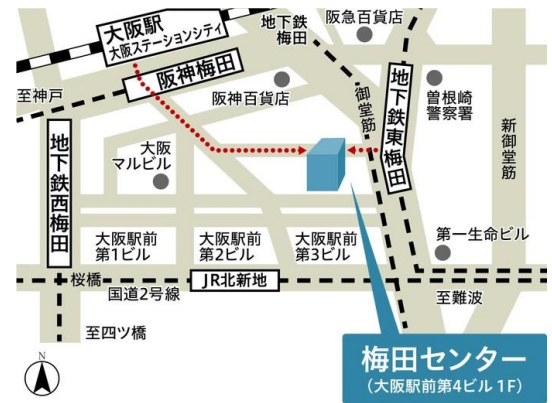 大阪駅
大阪ステーションシティ
地下鉄
梅田
阪急百貨店
阪神梅田
阪神百貨店
至神戸
御堂筋
地下鉄東梅田
曽根崎
警察署
新御堂筋
地下鉄西梅田
大阪
マルビル
大阪駅前
第1ビル
大阪駅前
第2ビル
大阪駅前
第3ビル
第一生命ビル
桜橋
国道2号線
JR北新地
至難波
至四ツ橋
N
梅田センター
(大阪駅前第4ビル 1F)